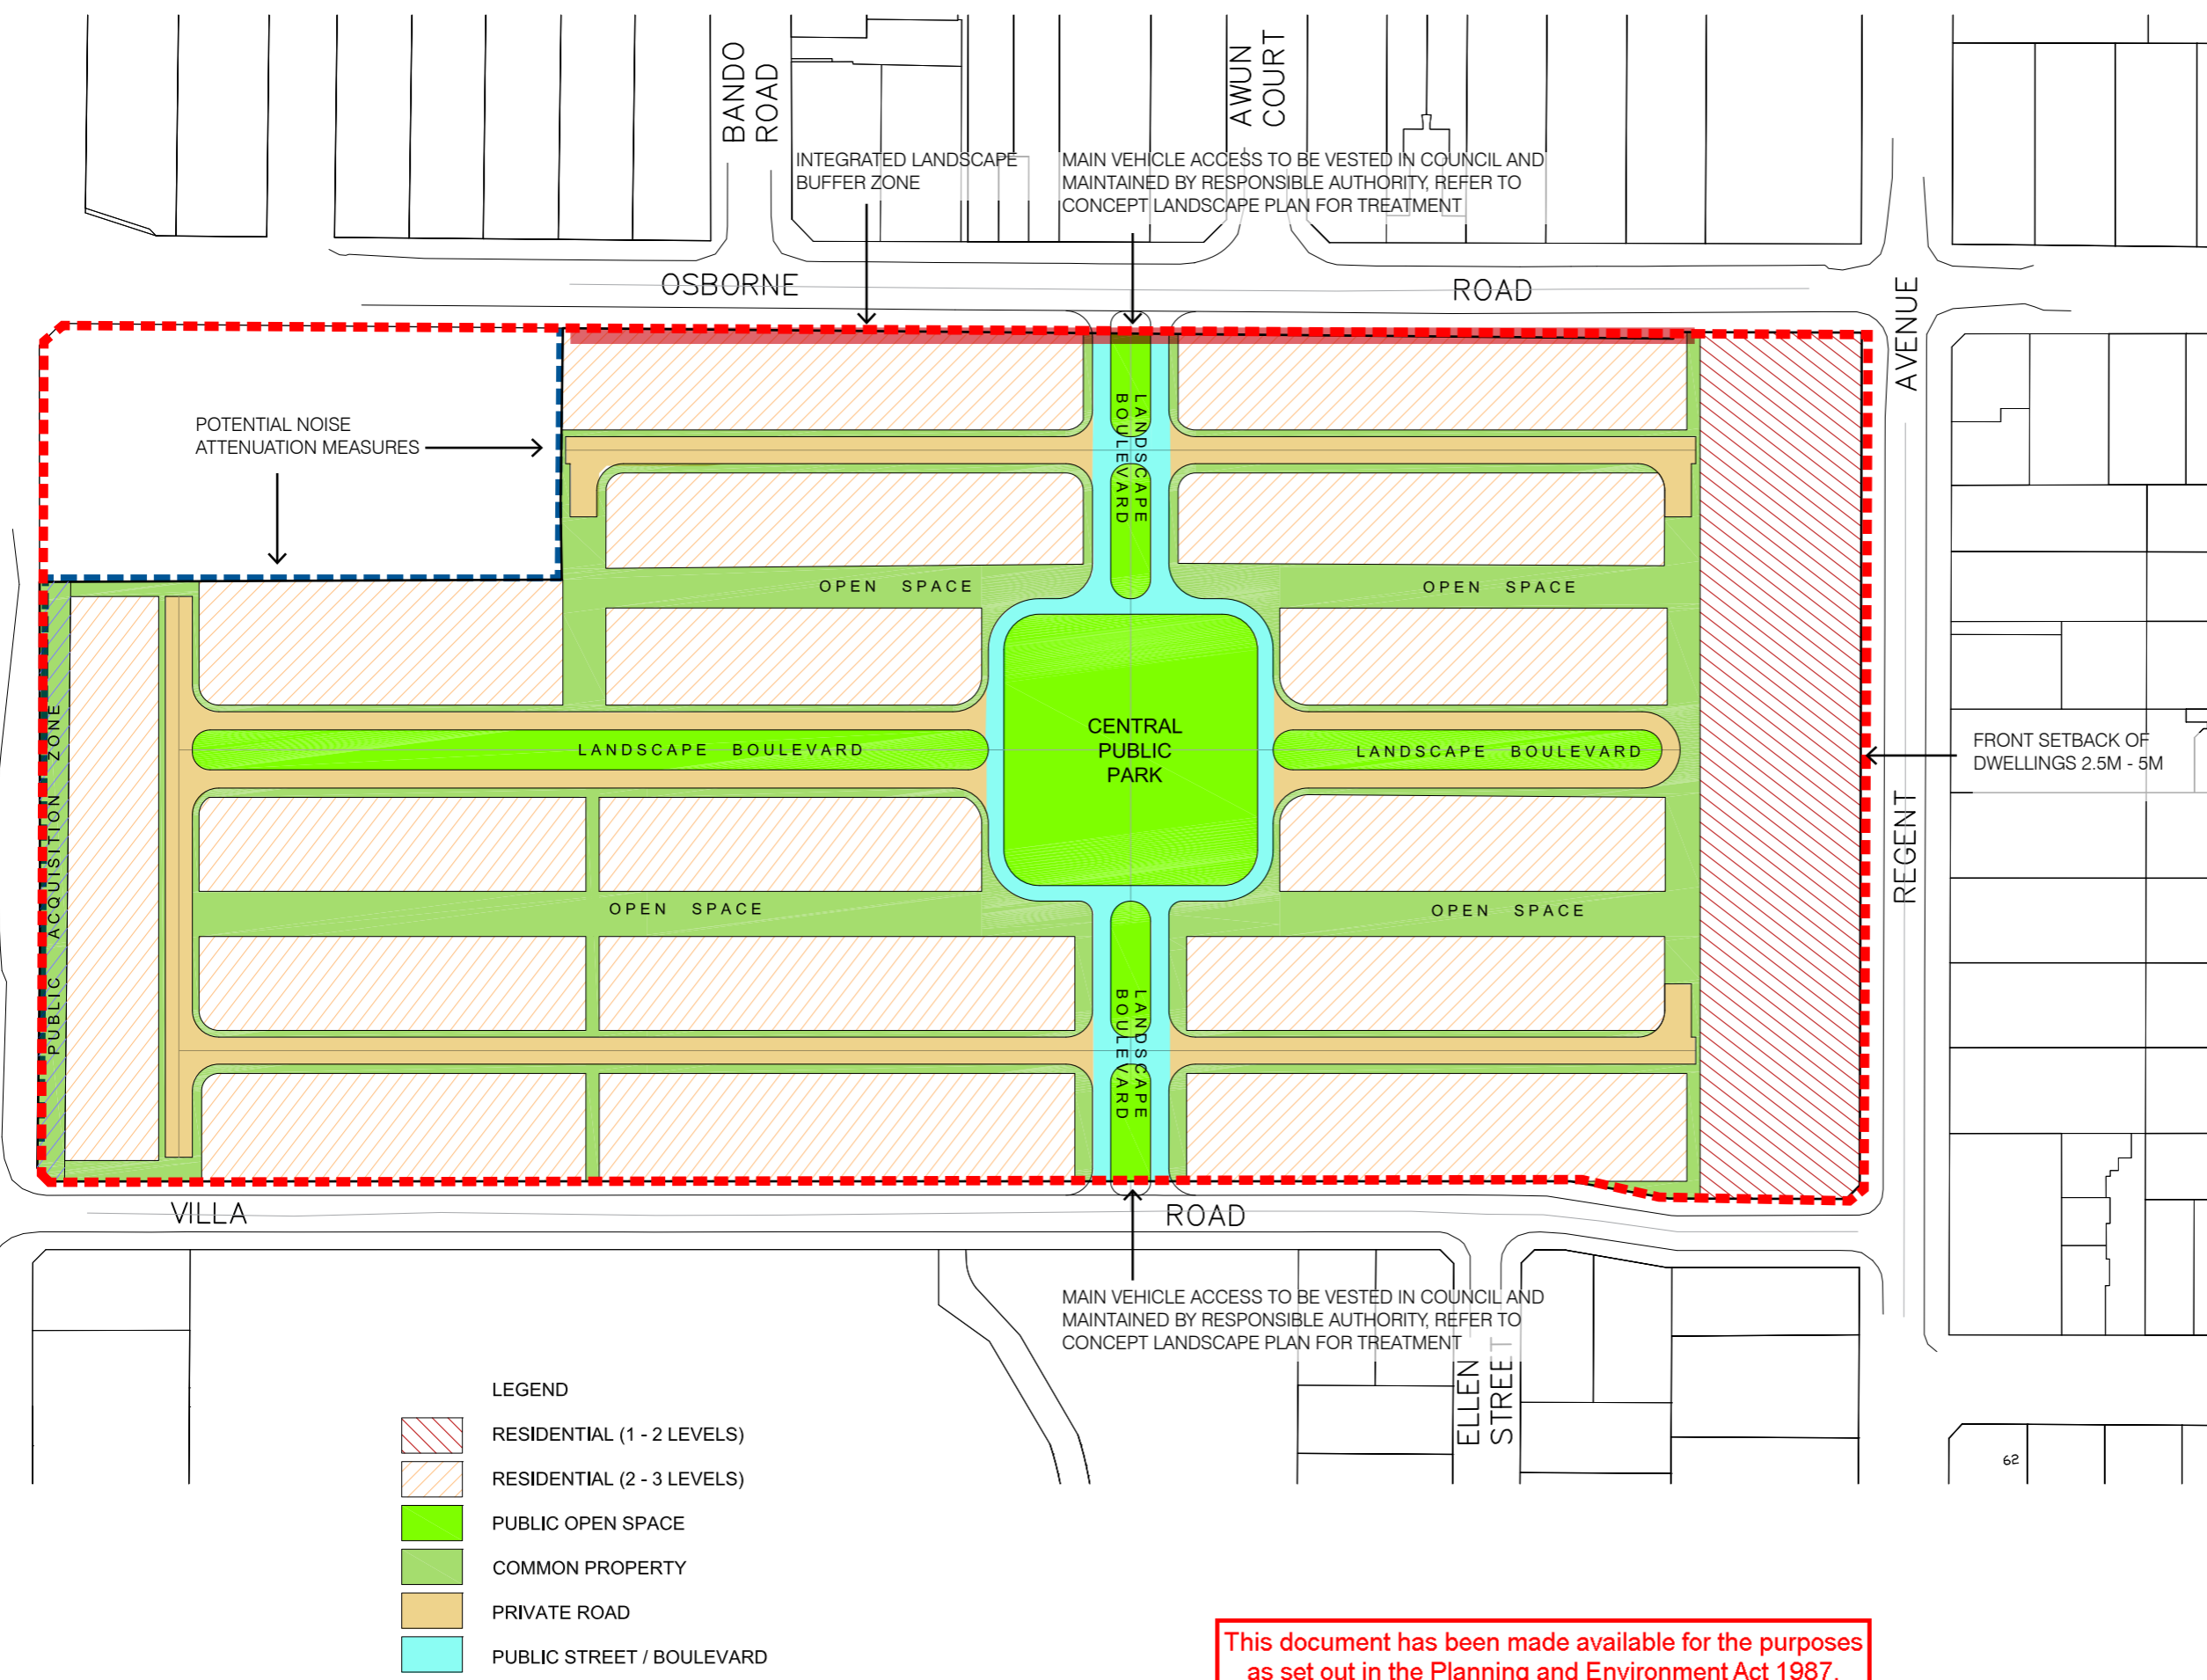 BANDO
ROAD
AWUN
COURT
INTEGRATED LANDSCAPE
BUFFER ZONE
MAIN VEHICLE ACCESS TO BE VESTED IN COUNCIL AND
MAINTAINED BY RESPONSIBLE AUTHORITY, REFER TO
CONCEPT LANDSCAPE PLAN FOR TREATMENT
OSBORNE
ROAD
AVENUE
POTENTIAL NOISE
ATTENUATION MEASURES
LANDSCAPE
BOULEVARD
OPEN SPACE
OPEN SPACE
PUBLIC ACQUISITION ZONE
LANDSCAPE BOULEVARD
CENTRAL
PUBLIC
PARK
LANDSCAPE BOULEVARD
FRONT SETBACK OF
DWELLINGS 2.5M - 5M
REGENT
OPEN SPACE
OPEN SPACE
LANDSCAPE
BOULEVARD
VILLA
ROAD
MAIN VEHICLE ACCESS TO BE VESTED IN COUNCIL AND
MAINTAINED BY RESPONSIBLE AUTHORITY, REFER TO
CONCEPT LANDSCAPE PLAN FOR TREATMENT
ELLEN
STREET
62
LEGEND
RESIDENTIAL (1 - 2 LEVELS)
RESIDENTIAL (2 - 3 LEVELS)
PUBLIC OPEN SPACE
COMMON PROPERTY
PRIVATE ROAD
PUBLIC STREET / BOULEVARD
This document has been made available for the purposes
as set out in the Planning and Environment Act 1987.